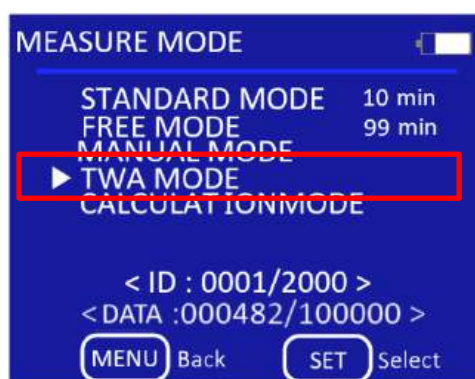 MEASURE MODE
STANDARD MODE 10 min
FREE MODE 99 min
MANUAL MODE
TWA MODE
CALCULATIONMODE
< ID : 0001/2000 >
< DATA :000482/100000 >
MENU Back SET Select